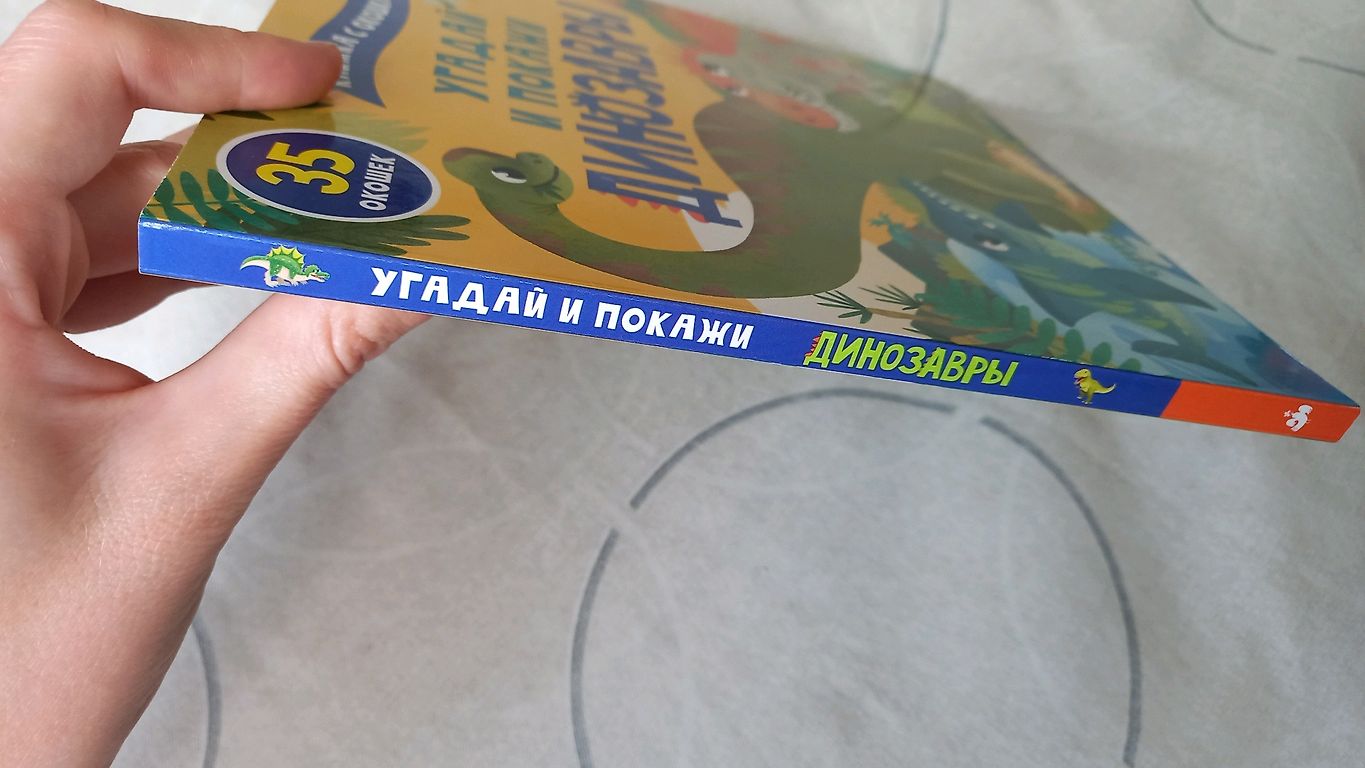 УГАДАЙ
И ПОКАЖИ
ДИНОЗАВРЫ
35
ОКОШЕК
УГАДАЙ И ПОКАЖИ ДИНОЗАВРЫ